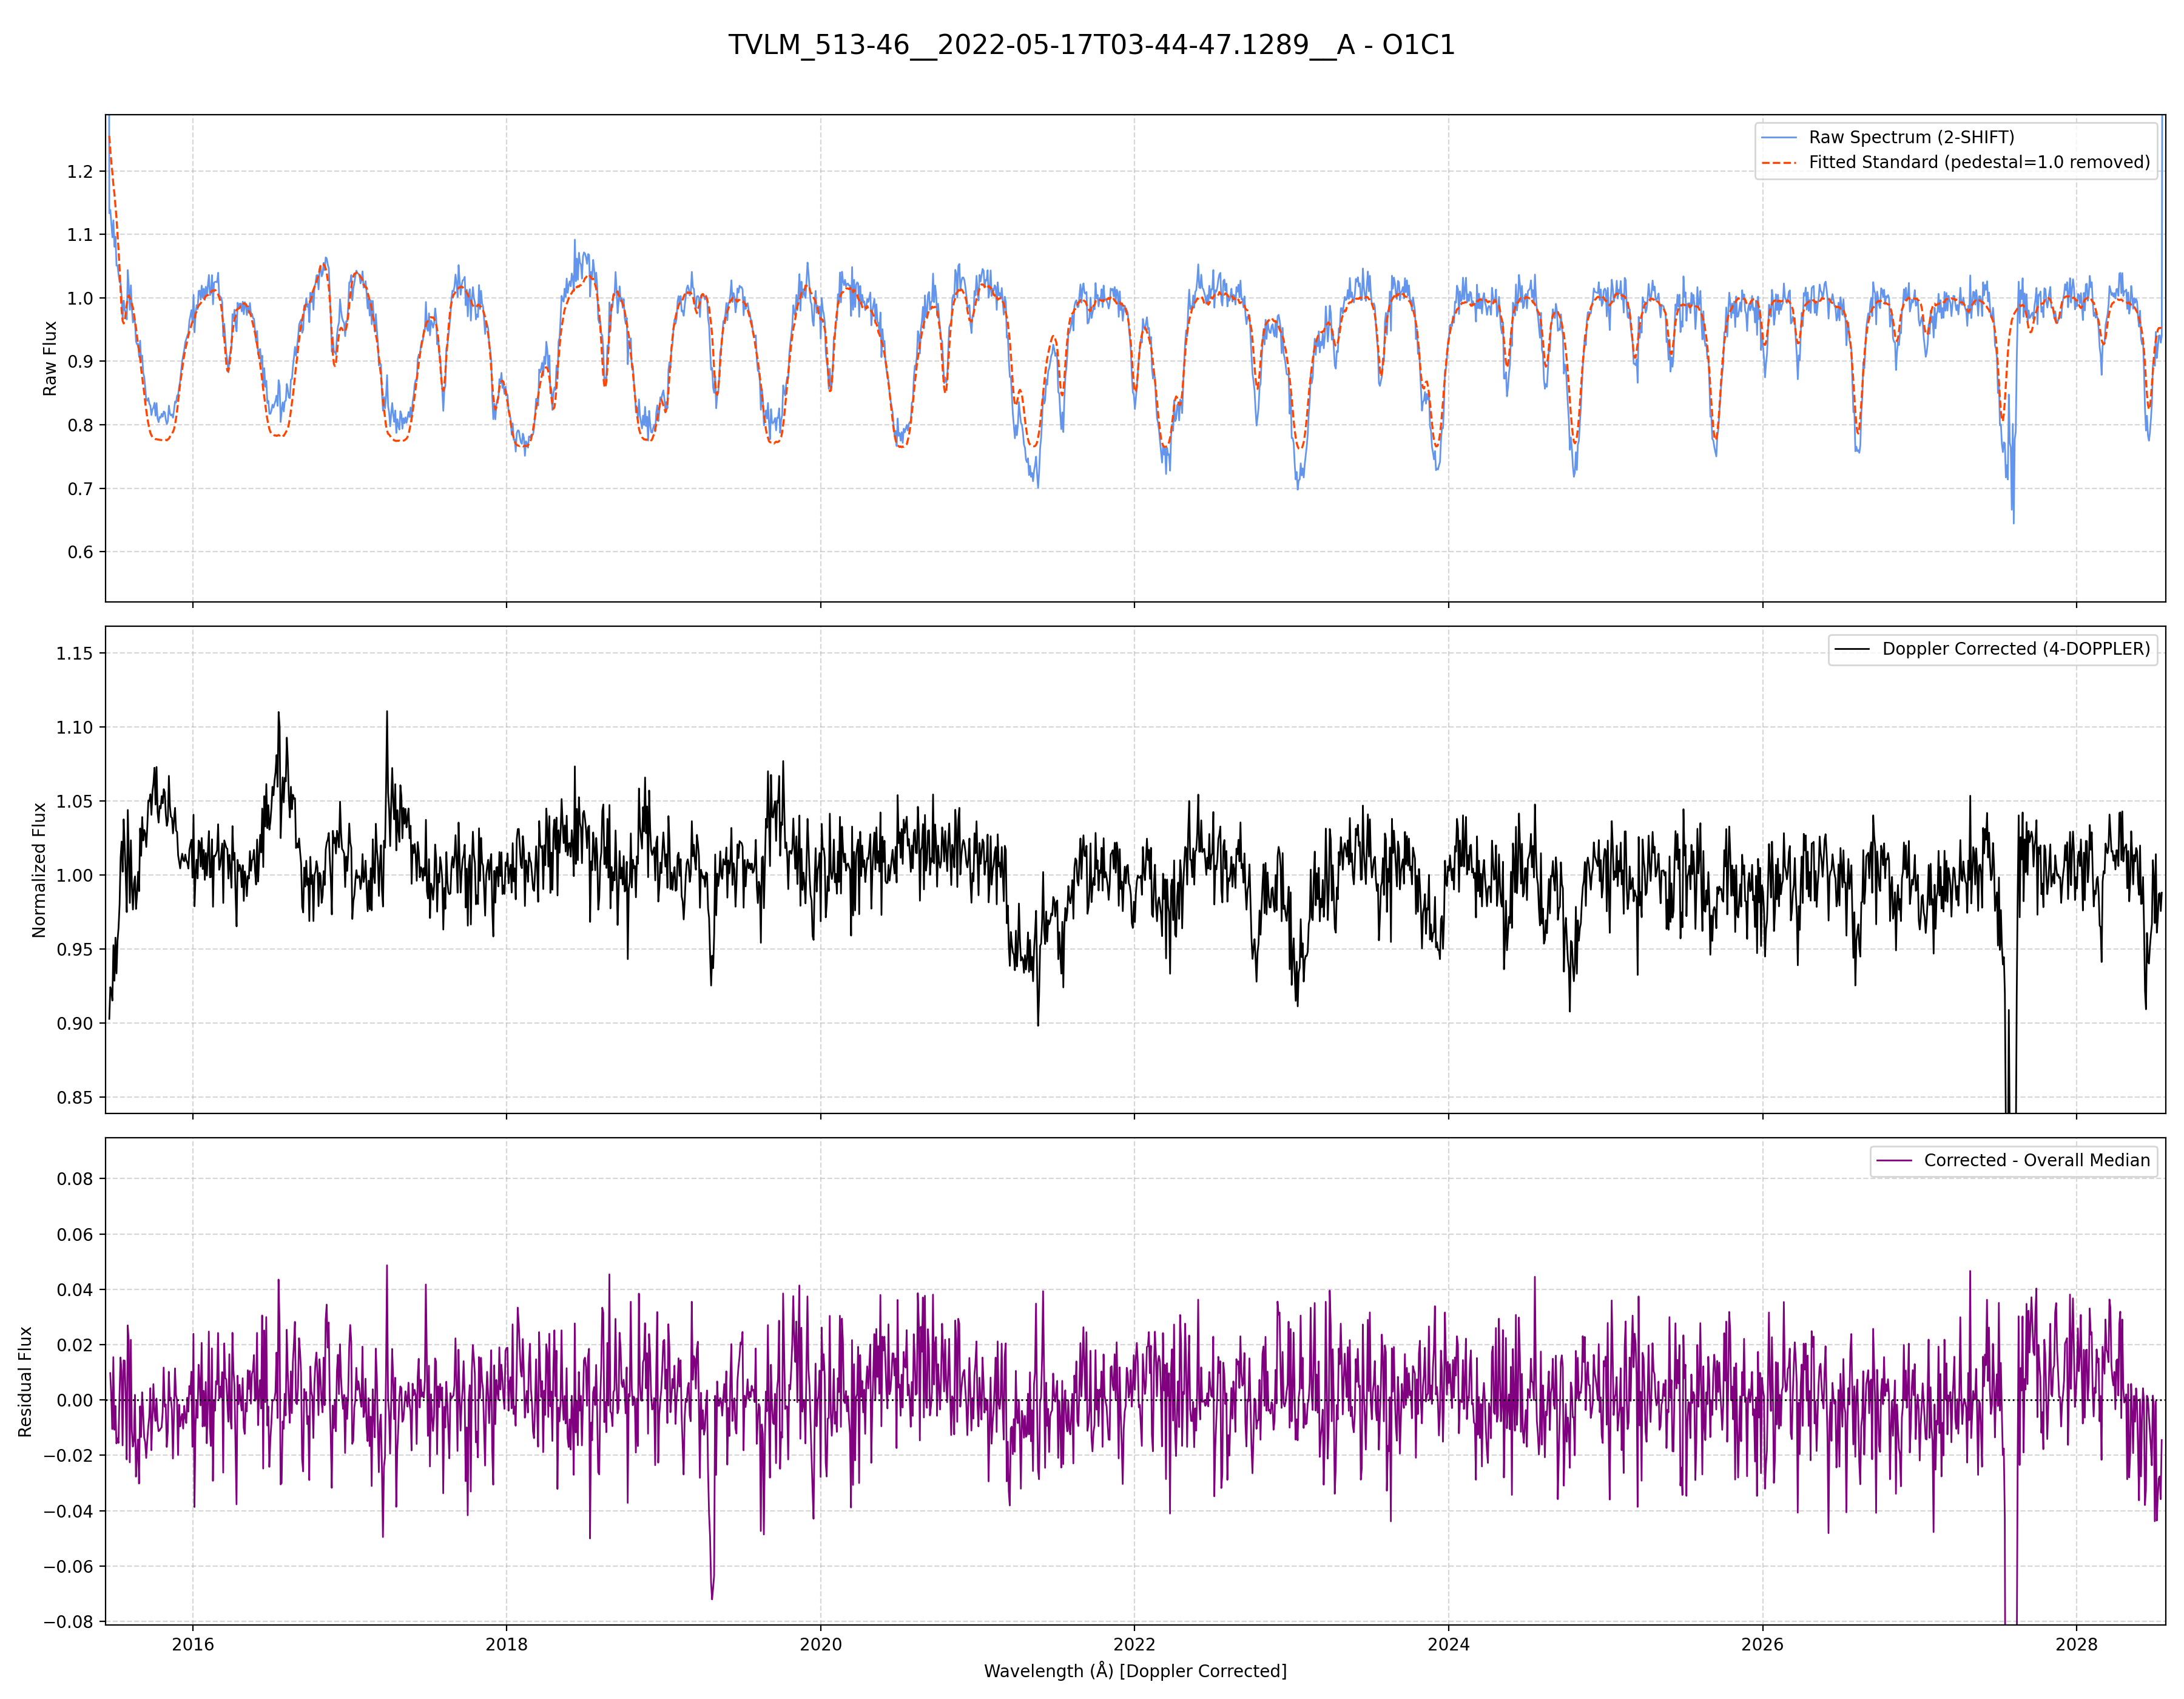 TVLM_513-46__2022-05-17T03-44-47.1289__A - O1C1
Raw Flux
1.2
1.1
1.0
0.9
0.8
0.7
0.6
Raw Spectrum (2-SHIFT)
Fitted Standard (pedestal=1.0 removed)
Normalized Flux
1.15
1.10
1.05
1.00
0.95
0.90
0.85
Doppler Corrected (4-DOPPLER)
Residual Flux
0.08
0.06
0.04
0.02
0.00
−0.02
−0.04
−0.06
−0.08
Corrected - Overall Median
2016 2018 2020 2022 2024 2026 2028
Wavelength (Å) [Doppler Corrected]